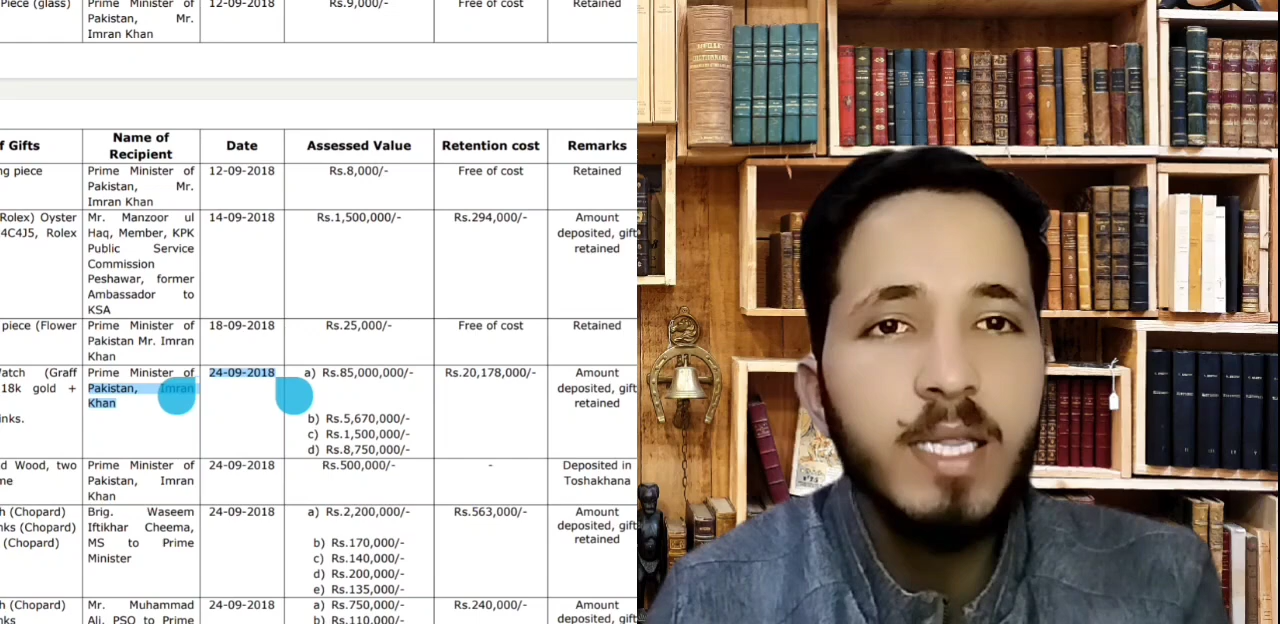 Piece (glass) Prime Minister of Pakistan, Mr. Imran Khan 12-09-2018 Rs.9,000/- Free of cost Retained
f Gifts Name of Recipient Date Assessed Value Retention cost Remarks
ng piece Prime Minister of Pakistan, Mr. Imran Khan 12-09-2018 Rs.8,000/- Free of cost Retained
Rolex) Oyster 4C4J5, Rolex Mr. Manzoor ul Haq, Member, KPK Public Service Commission Peshawar, former Ambassador to KSA 14-09-2018 Rs.1,500,000/- Rs.294,000/- Amount deposited, gift retained
piece (Flower Prime Minister of Pakistan Mr. Imran Khan 18-09-2018 Rs.25,000/- Free of cost Retained
Watch (Graff 18k gold + inks. Prime Minister of Pakistan, Imran Khan 24-09-2018 a) Rs.85,000,000/- b) Rs.5,670,000/- c) Rs.1,500,000/- d) Rs.8,750,000/- Rs.20,178,000/- Amount deposited, gift retained
d Wood, two me Prime Minister of Pakistan, Imran Khan 24-09-2018 Rs.500,000/- - Deposited in Toshakhana
h (Chopard) nks (Chopard) (Chopard) Brig. Waseem Iftikhar Cheema, MS to Prime Minister 24-09-2018 a) Rs.2,200,000/- b) Rs.170,000/- c) Rs.140,000/- d) Rs.200,000/- e) Rs.135,000/- Rs.563,000/- Amount deposited, gift retained
h (Chopard) nks Mr. Muhammad Ali, PSO to Prime 24-09-2018 a) Rs.750,000/- b) Rs.110,000/- Rs.240,000/- Amount deposited, gift